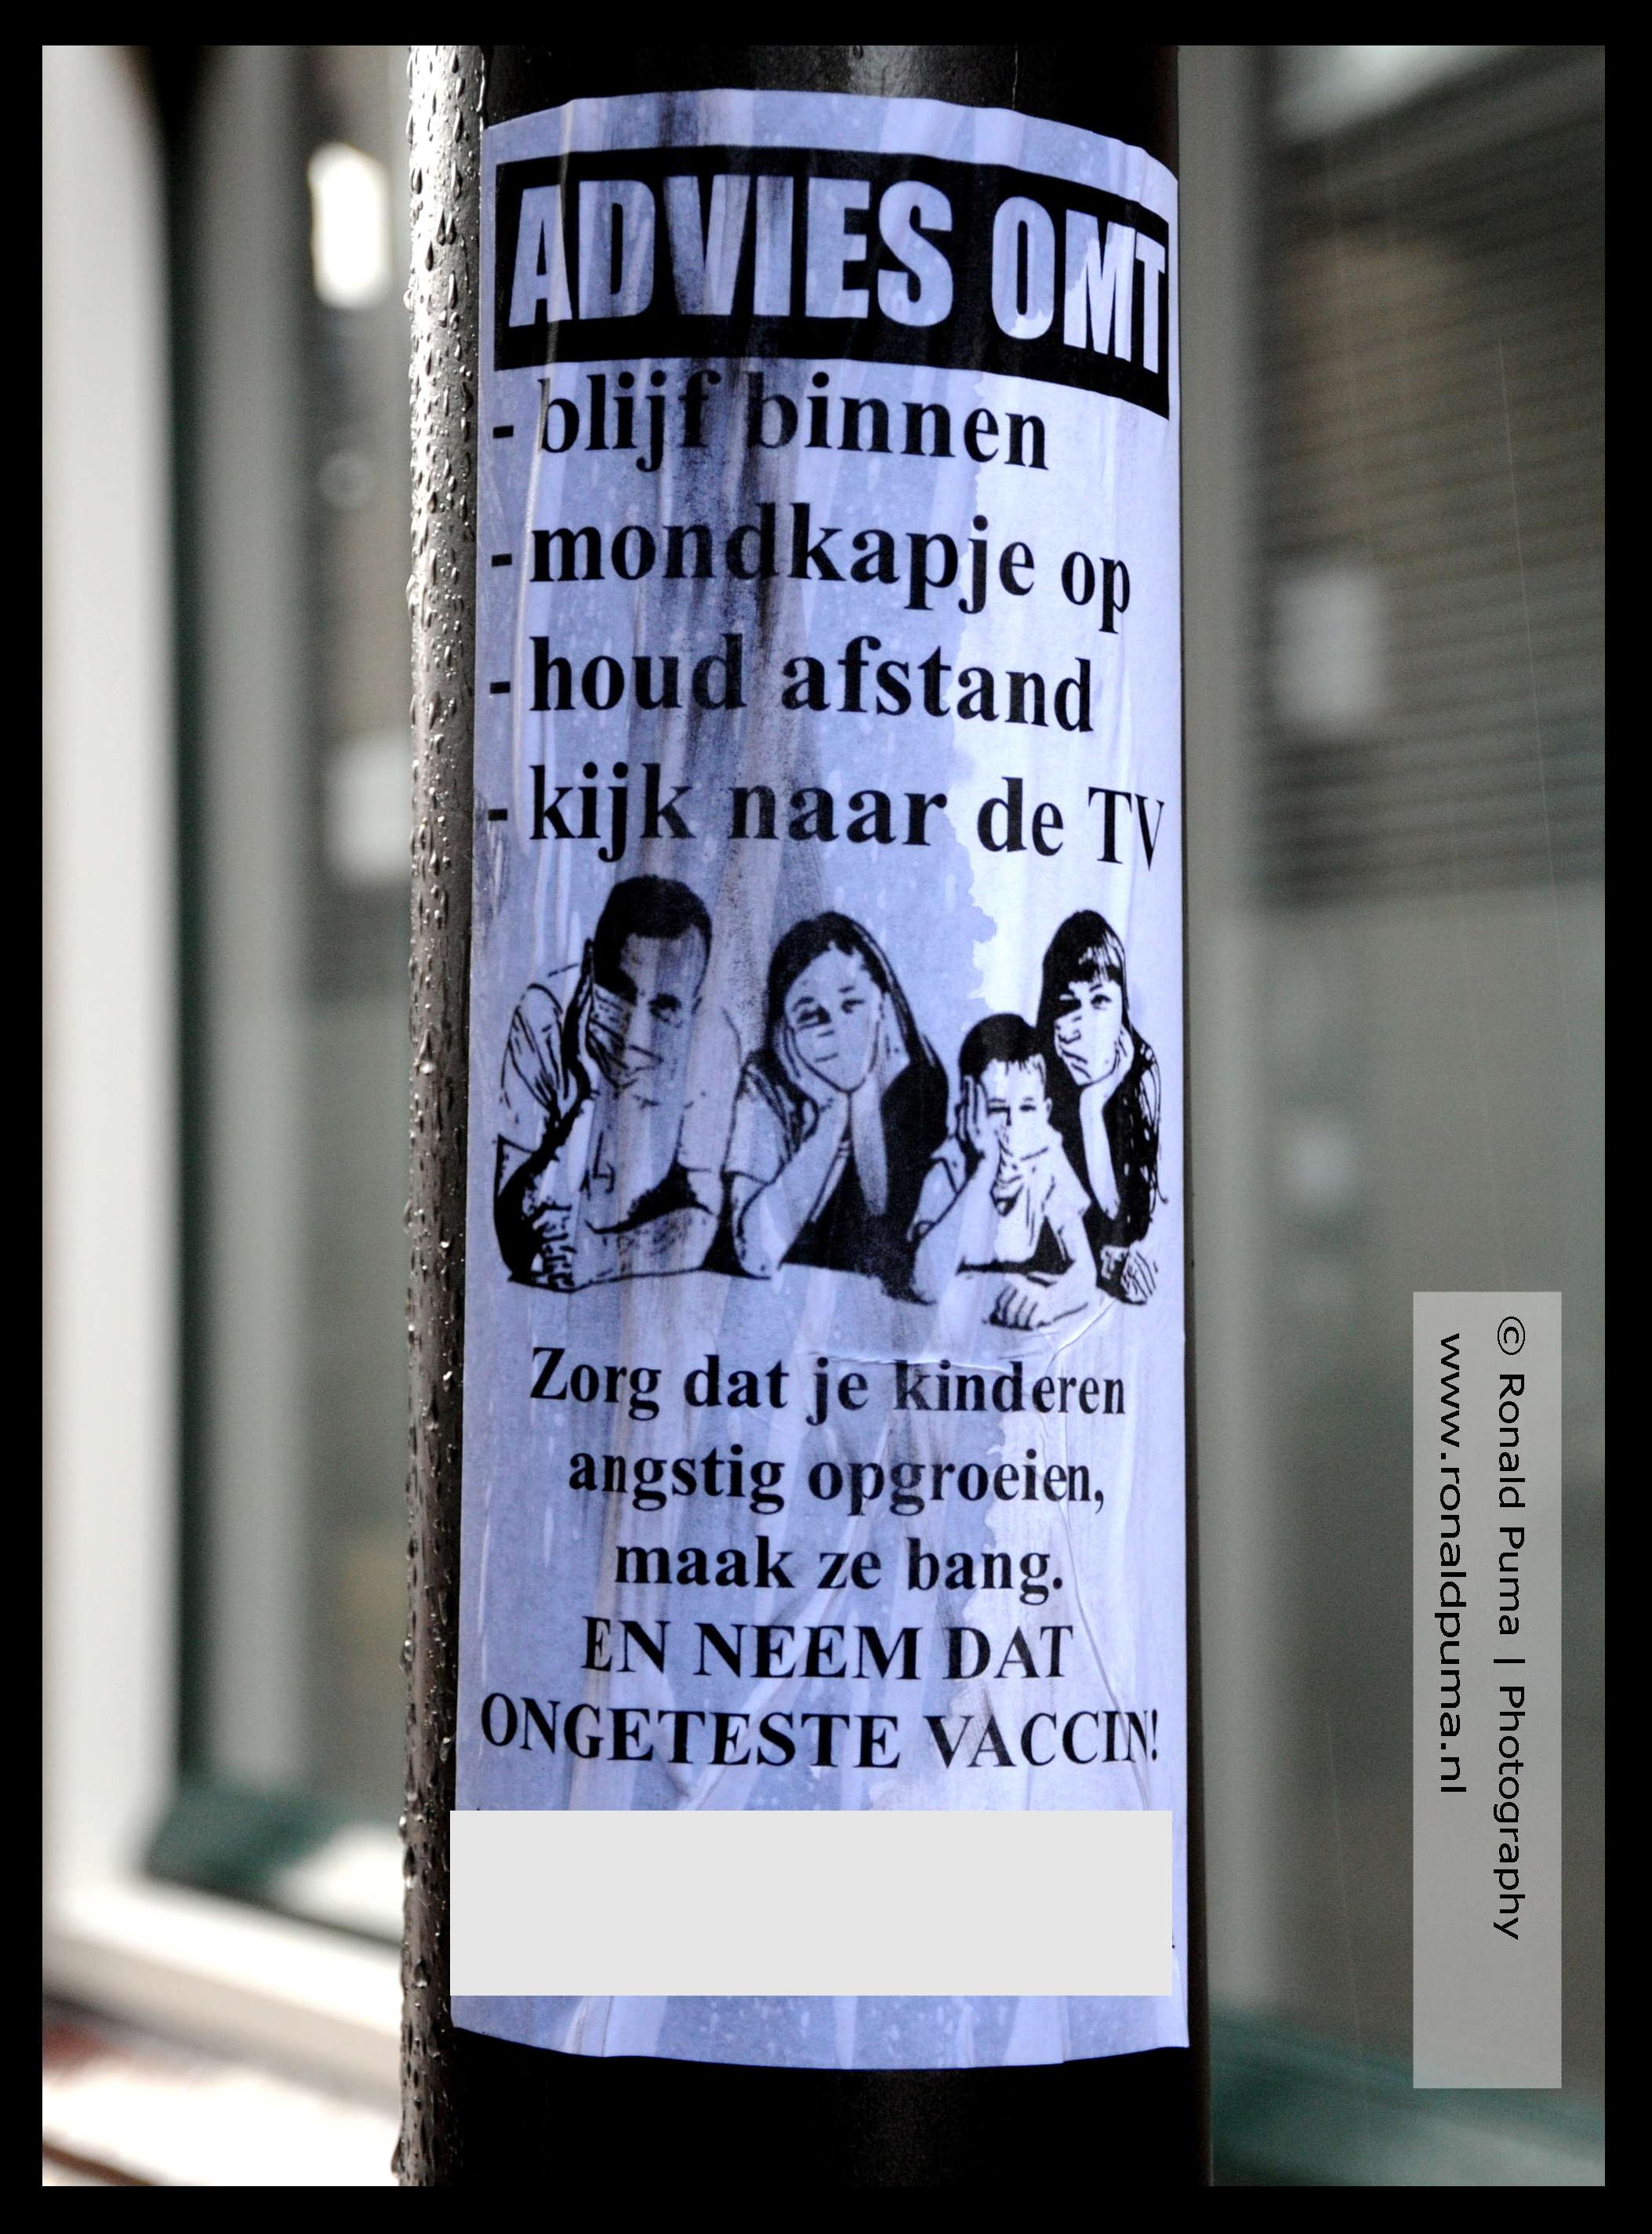 ADVIES OMT
- blijf binnen
- mondkapje op
- houd afstand
- kijk naar de TV
Zorg dat je kinderen
angstig opgroeien,
maak ze bang.
EN NEEM DAT
ONGETESTE VACCIN!
© Ronald Puma | Photography
www.ronaldpuma.nl